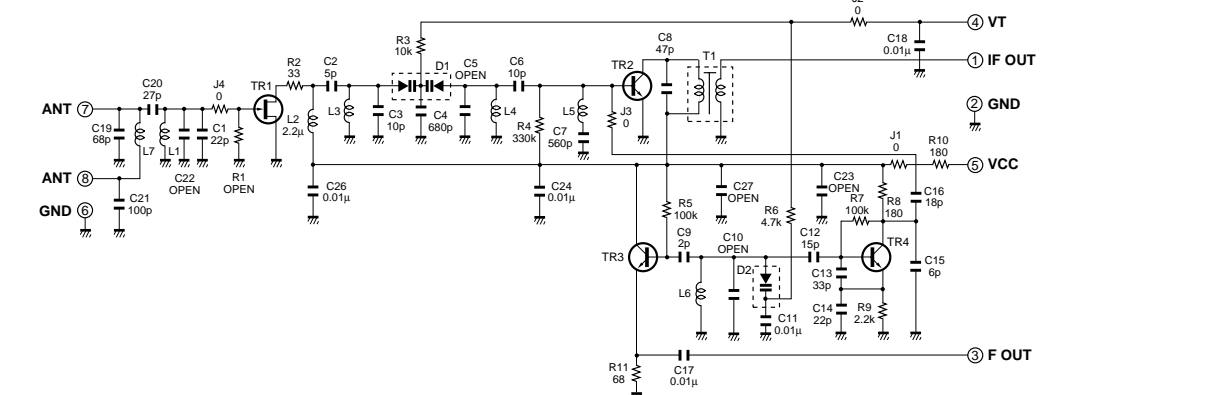 J2
0
4 VT
C18
0.01µ
1 IF OUT
2 GND
R3
10k
C8
47p
T1
R2
33
C2
5p
D1
C5
OPEN
C6
10p
TR2
C20
27p
J4
0
TR1
ANT 7
C19
68p
L7
L1
C1
22p
C22
OPEN
R1
OPEN
L2
2.2µ
L3
C3
10p
C4
680p
L4
R4
330k
L5
C7
560p
J3
0
J1
0
R10
180
5 VCC
ANT 8
GND 6
C21
100p
C26
0.01µ
C24
0.01µ
C27
OPEN
C23
OPEN
R5
100k
R6
4.7k
R7
100k
R8
180
C16
18p
TR3
C9
2p
C10
OPEN
D2
C12
15p
TR4
C13
33p
C15
6p
L6
C11
0.01µ
C14
22p
R9
2.2k
3 F OUT
R11
68
C17
0.01µ